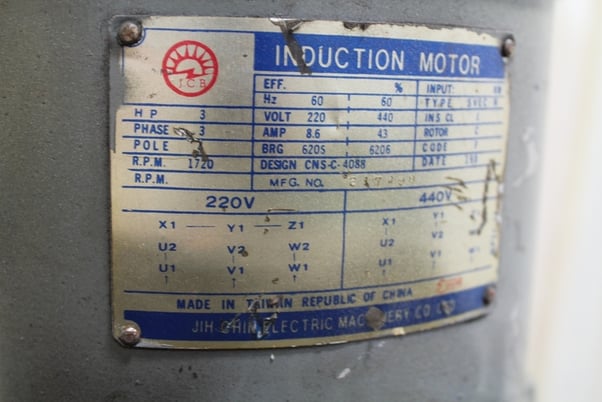 J.C.B
INDUCTION MOTOR
EFF. % INPUT: KW
Hz 60 60 TYPE
HP 3 VOLT 220 440 INS CL
PHASE 3 AMP 8.6 43 ROTOR
POLE BRG 6205 6206 CODE
R.P.M. 1720 DESIGN CNS-C-4088 DATE
R.P.M. MFG. NO.
220V 440V
X1 Y1 Z1 X1 Y1
U2 V2 W2 U2 V2
U1 V1 W1 U1 V1
MADE IN TAIWAN REPUBLIC OF CHINA
JIH CHIN ELECTRIC MACHINERY CO LTD